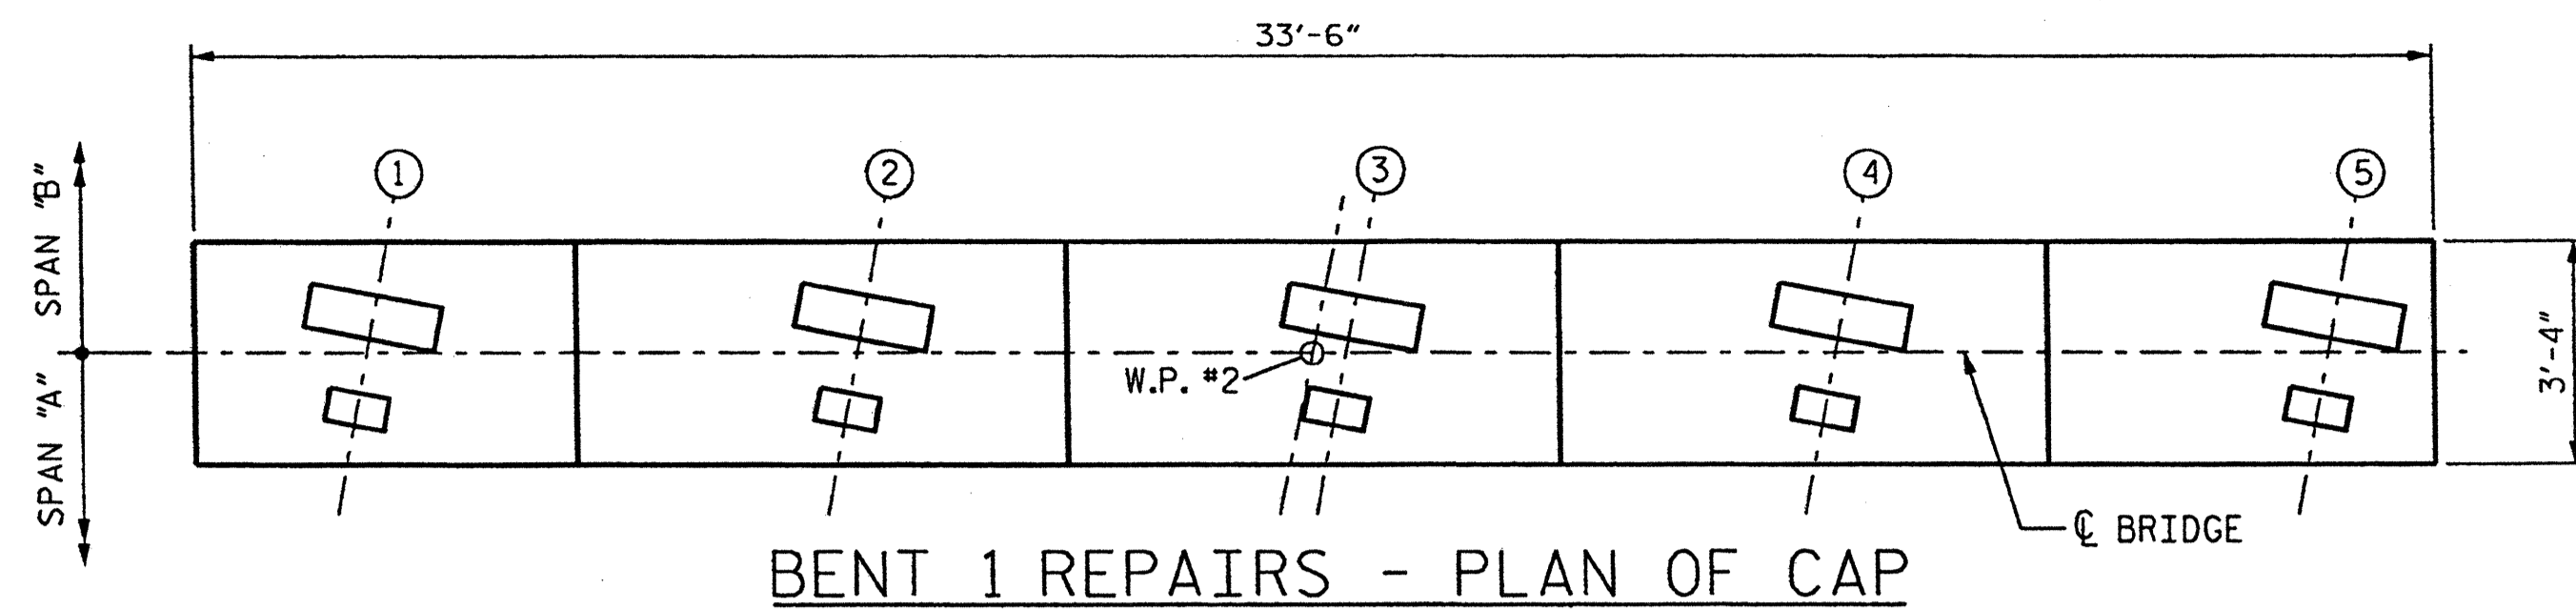 33'-6"
1 2 3 4 5
SPAN "B"
SPAN "A"
W.P. #2
3'-4"
℄ BRIDGE
BENT 1 REPAIRS - PLAN OF CAP